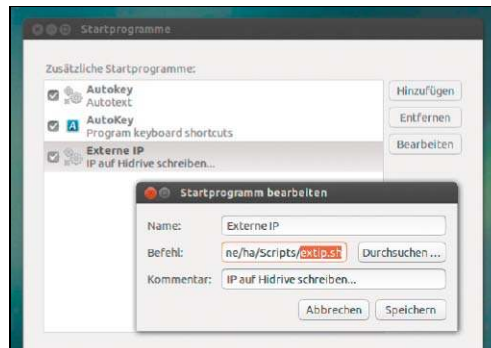 Startprogramme
Zusätzliche Startprogramme:
Autokey
Autotext
AutoKey
Program keyboard shortcuts
Externe IP
IP auf Hidrive schreiben...
Hinzufügen
Entfernen
Bearbeiten
Startprogramm bearbeiten
Name: Externe IP
Befehl: ne/ha/Scripts/extip.sh Durchsuchen ...
Kommentar: IP auf Hidrive schreiben...
Abbrechen Speichern